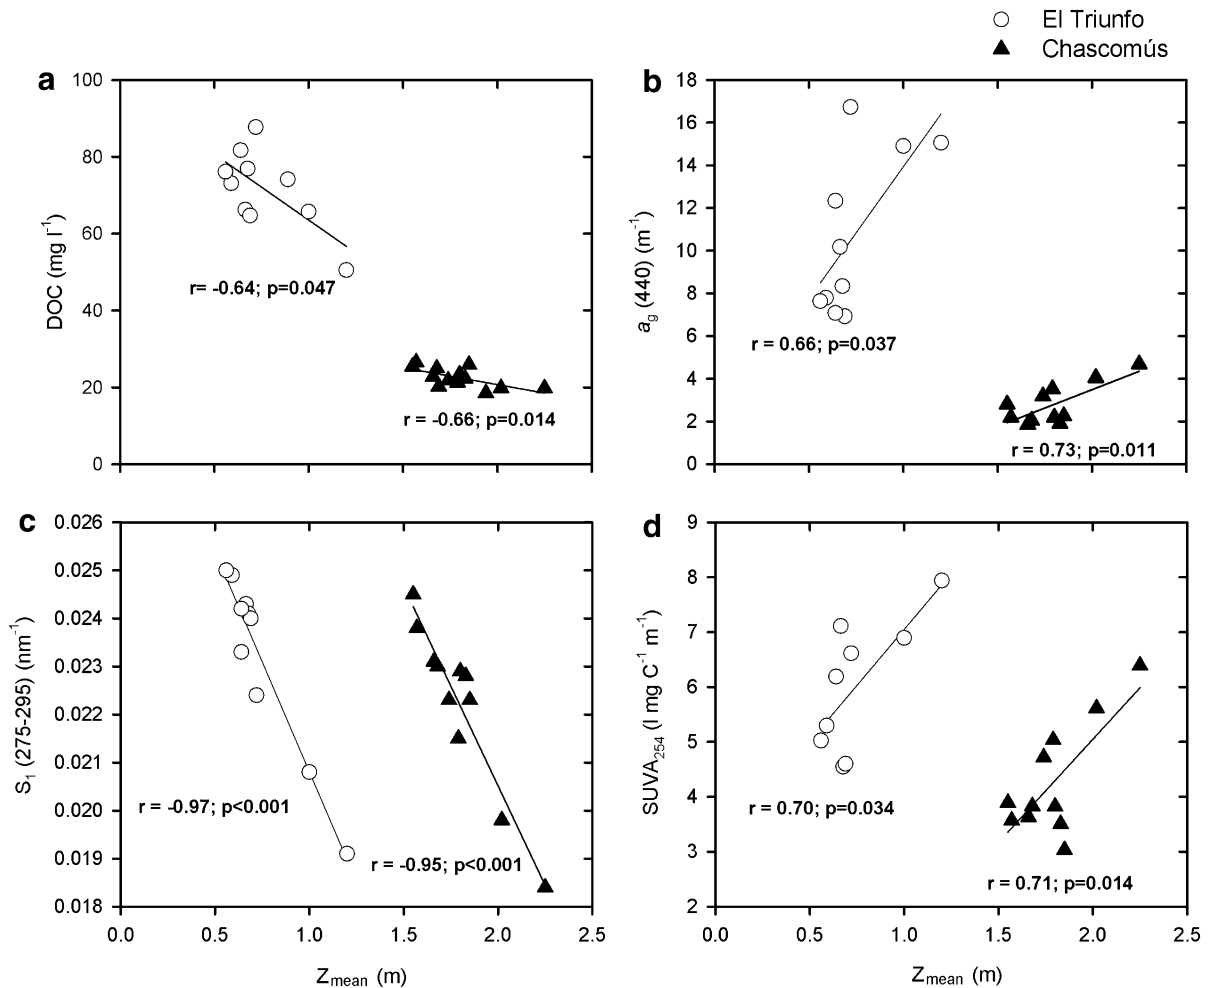 El Triunfo
Chascomús
a
100
80
60
40
20
0
DOC (mg l⁻¹)
r= -0.64; p=0.047
r = -0.66; p=0.014
b
18
16
14
12
10
8
6
4
2
0
a_g (440) (m⁻¹)
r = 0.66; p=0.037
r = 0.73; p=0.011
c
0.026
0.025
0.024
0.023
0.022
0.021
0.020
0.019
0.018
S₁ (275-295) (nm⁻¹)
r = -0.97; p<0.001
r = -0.95; p<0.001
0.0 0.5 1.0 1.5 2.0 2.5
Z_mean (m)
d
9
8
7
6
5
4
3
2
SUVA₂₅₄ (l mg C⁻¹ m⁻¹)
r = 0.70; p=0.034
r = 0.71; p=0.014
0.0 0.5 1.0 1.5 2.0 2.5
Z_mean (m)